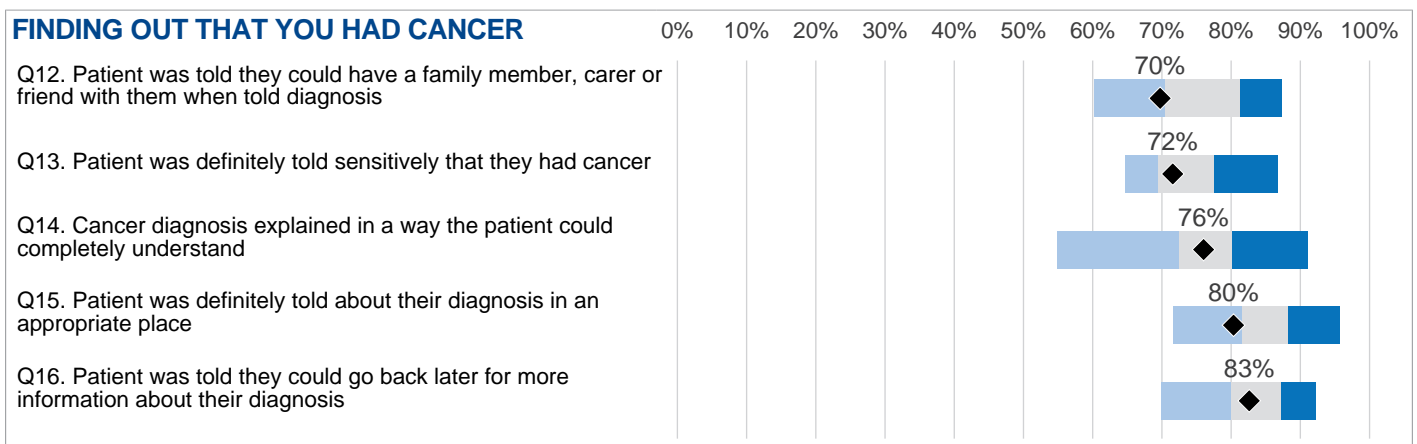 FINDING OUT THAT YOU HAD CANCER
0% 10% 20% 30% 40% 50% 60% 70% 80% 90% 100%
Q12. Patient was told they could have a family member, carer or
friend with them when told diagnosis
70%
Q13. Patient was definitely told sensitively that they had cancer
72%
Q14. Cancer diagnosis explained in a way the patient could
completely understand
76%
Q15. Patient was definitely told about their diagnosis in an
appropriate place
80%
Q16. Patient was told they could go back later for more
information about their diagnosis
83%